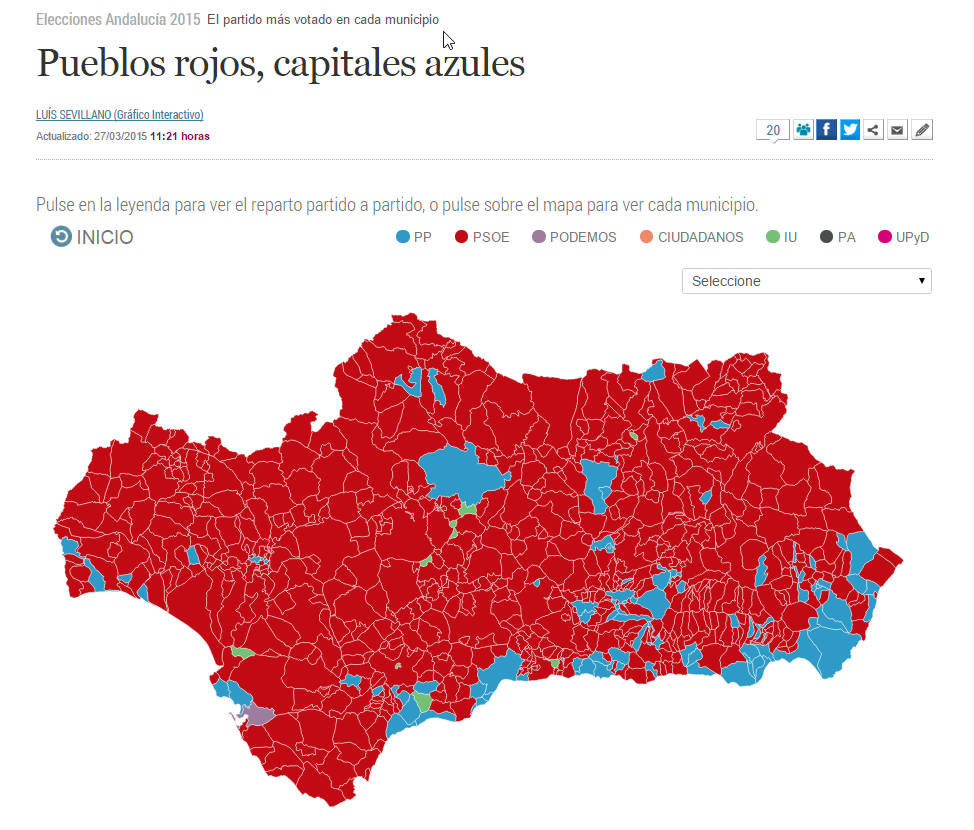 Elecciones Andalucía 2015 El partido más votado en cada municipio
Pueblos rojos, capitales azules
LUÍS SEVILLANO (Gráfico Interactivo)
Actualizado: 27/03/2015 11:21 horas
20
Pulse en la leyenda para ver el reparto partido a partido, o pulse sobre el mapa para ver cada municipio.
INICIO PP PSOE PODEMOS CIUDADANOS IU PA UPyD
Seleccione